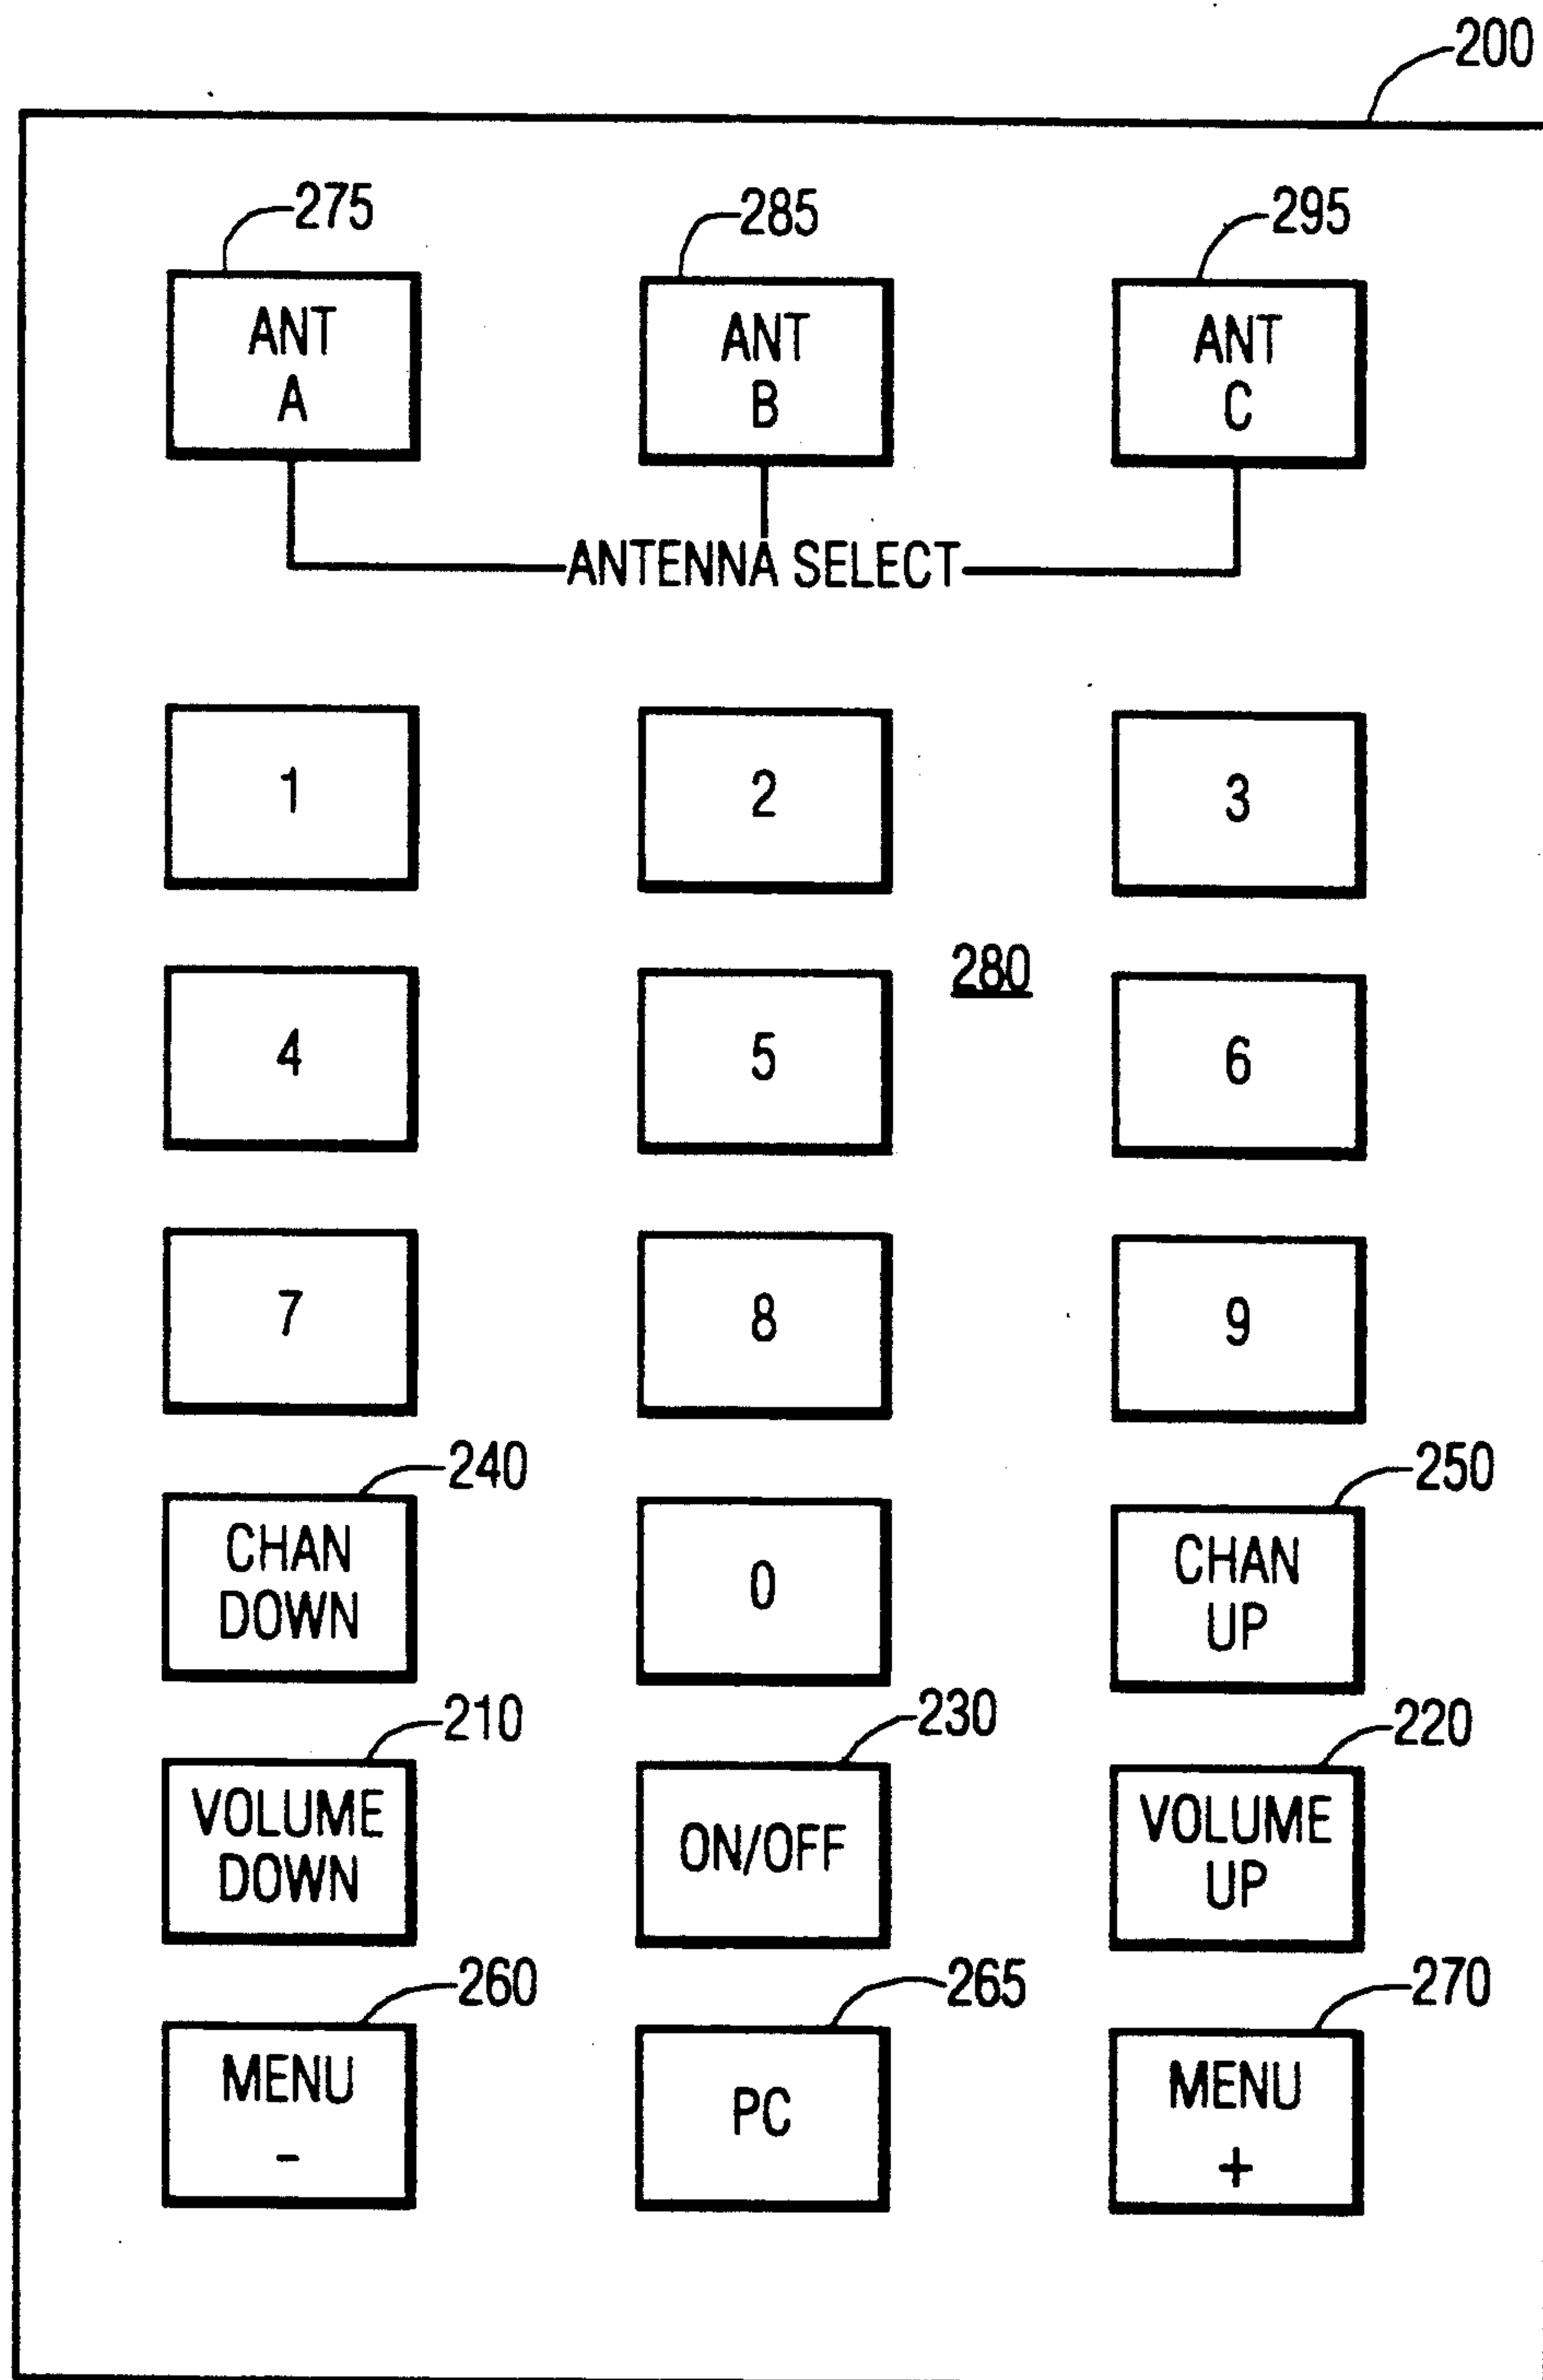 200
275 285 295
ANT A
ANT B
ANT C
ANTENNA SELECT
1 2 3
280
4 5 6
7 8 9
240 250
CHAN DOWN
0
CHAN UP
210 230 220
VOLUME DOWN
ON/OFF
VOLUME UP
260 265 270
MENU -
PC
MENU +